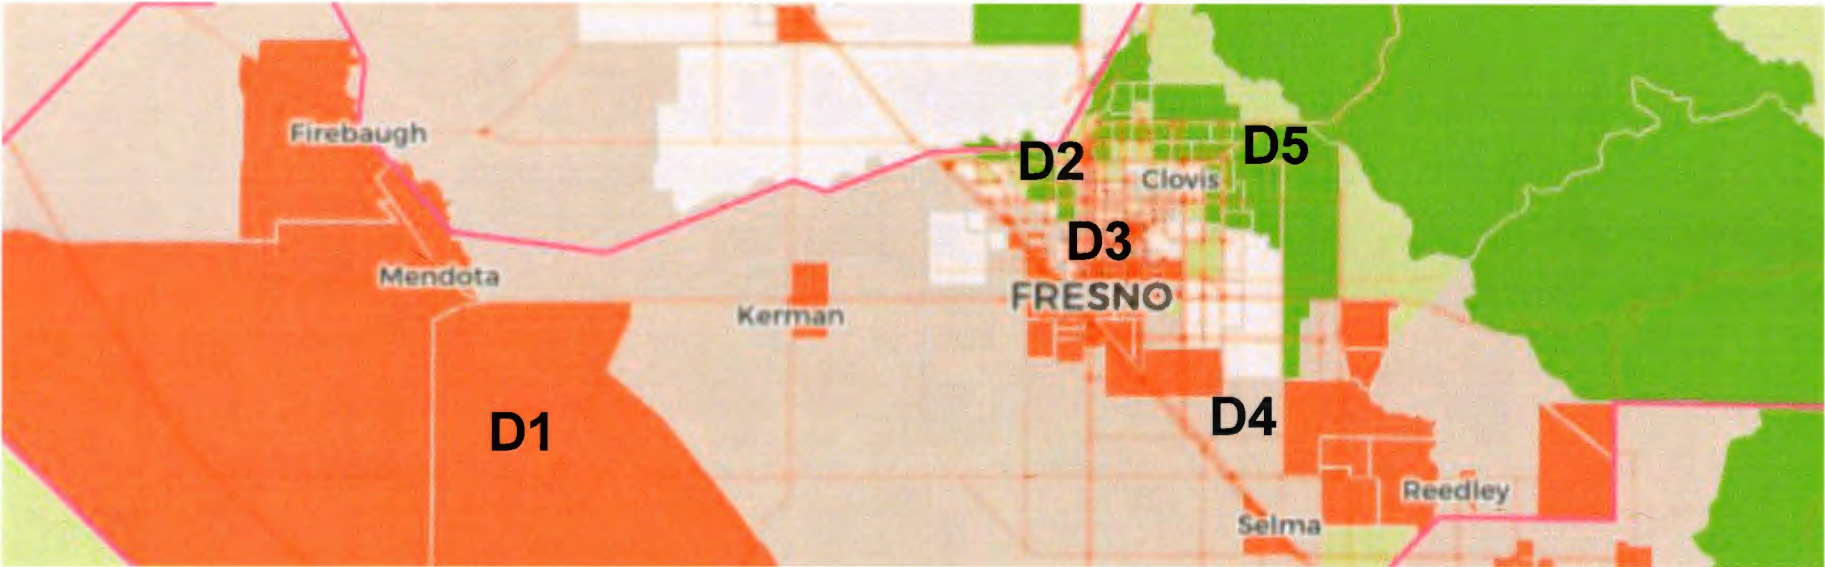 Firebaugh
D2
D5
Clovis
D3
Mendota
FRESNO
Kerman
D1
D4
Reedley
Selma